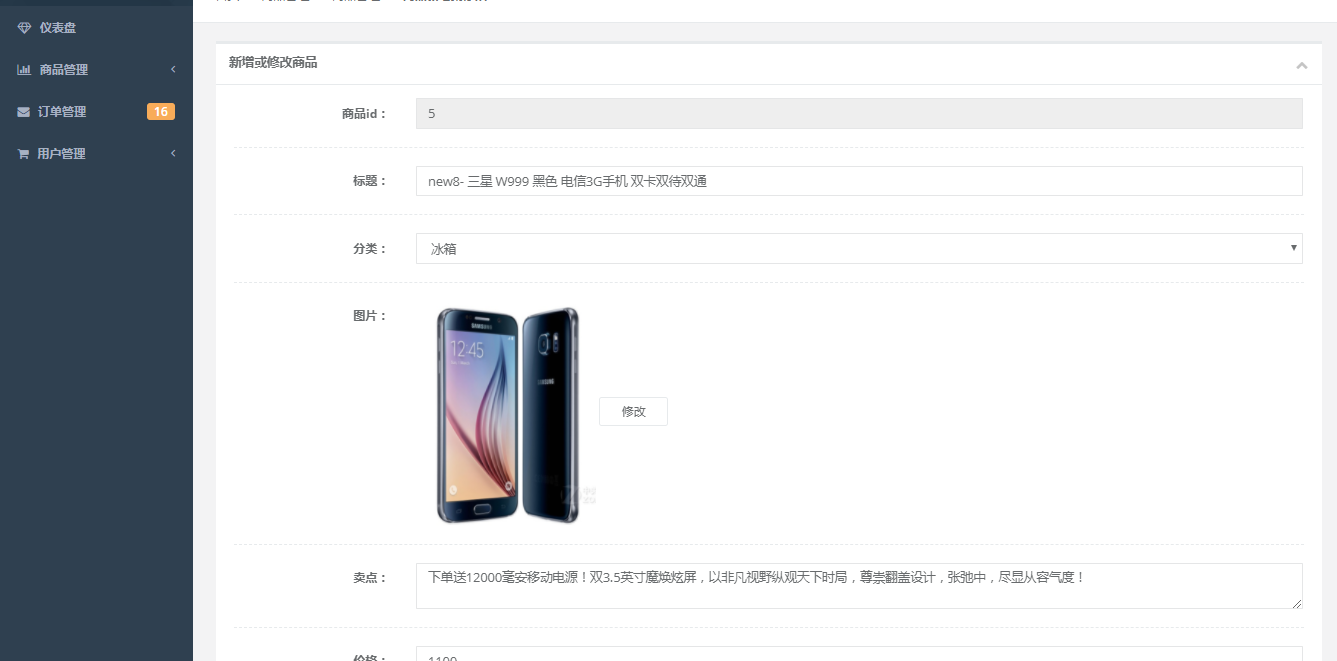 仪表盘
商品管理
订单管理 16
用户管理
新增或修改商品
商品id： 5
标题： new8- 三星 W999 黑色 电信3G手机 双卡双待双通
分类： 冰箱
图片：
SAMSUNG
12:45
SAMSUNG
修改
卖点： 下单送12000毫安移动电源！双3.5英寸魔焕炫屏，以非凡视野纵观天下时局，尊崇翻盖设计，张弛中，尽显从容气度！
价格： 1100